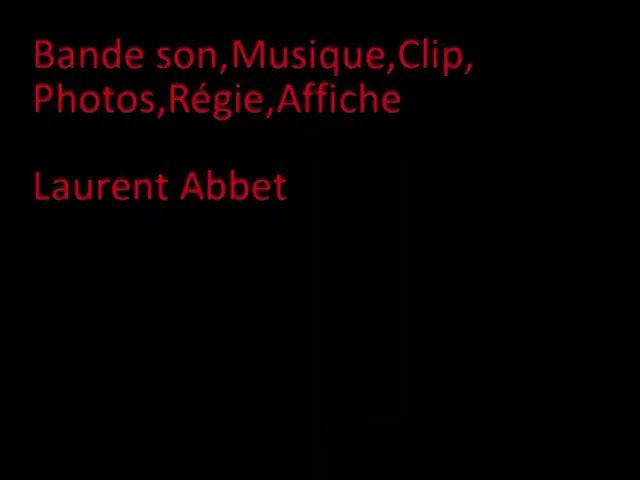 Bande son,Musique,Clip,
Photos,Régie,Affiche
Laurent Abbet